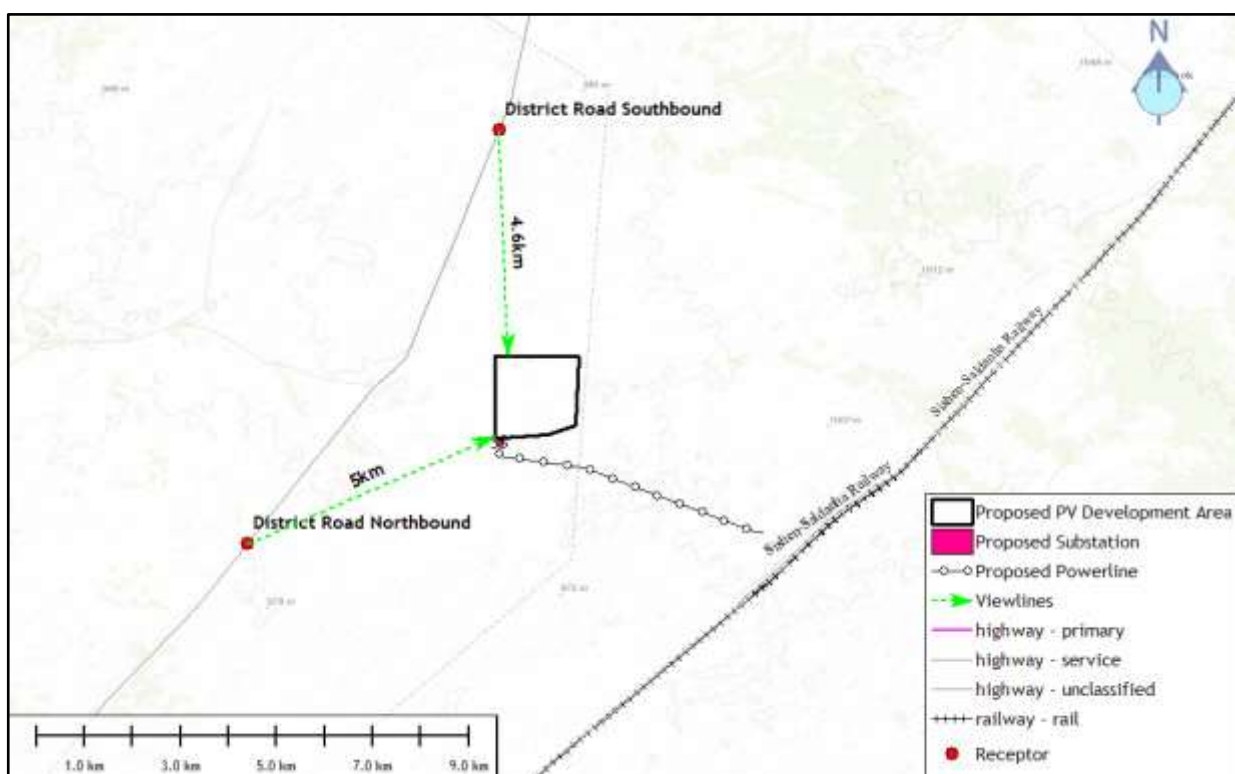 N
District Road Southbound
4.6km
1012 m
Sishen-Saldanha Railway
Sishen-Saldanha Railway
5km
District Road Northbound
Proposed PV Development Area
Proposed Substation
Proposed Powerline
Viewlines
highway - primary
highway - service
highway - unclassified
railway - rail
Receptor
1.0 km 3.0 km 5.0 km 7.0 km 9.0 km